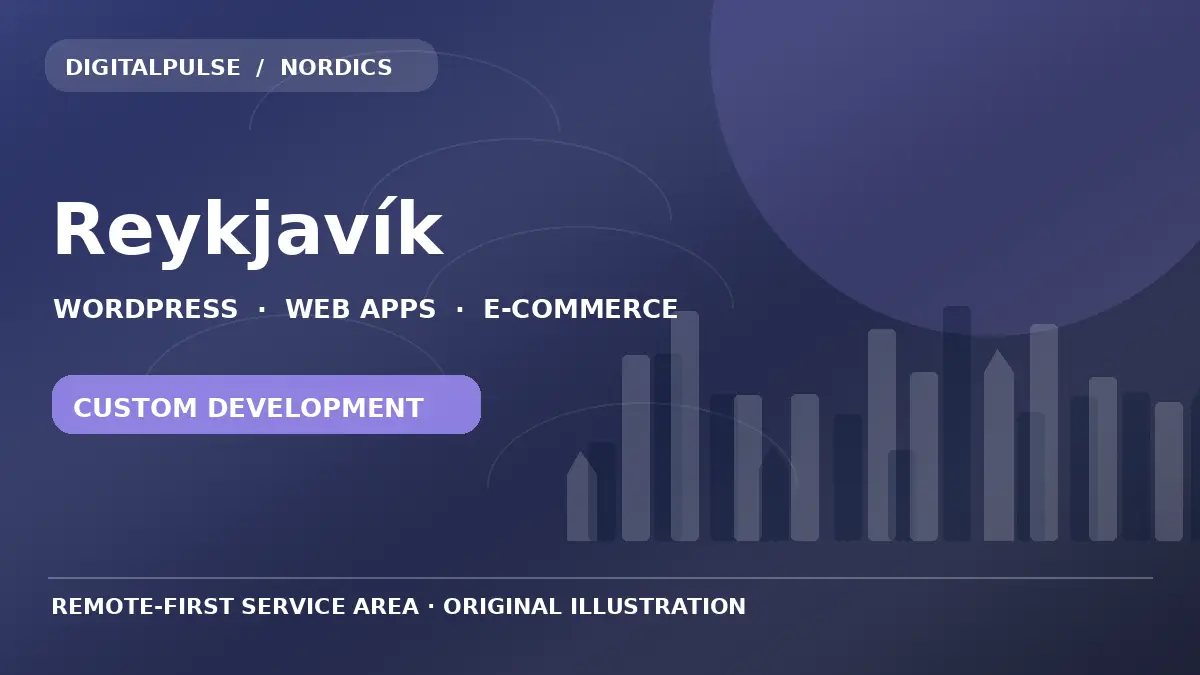 DIGITALPULSE / NORDICS
Reykjavík
WORDPRESS · WEB APPS · E-COMMERCE
CUSTOM DEVELOPMENT
REMOTE-FIRST SERVICE AREA · ORIGINAL ILLUSTRATION